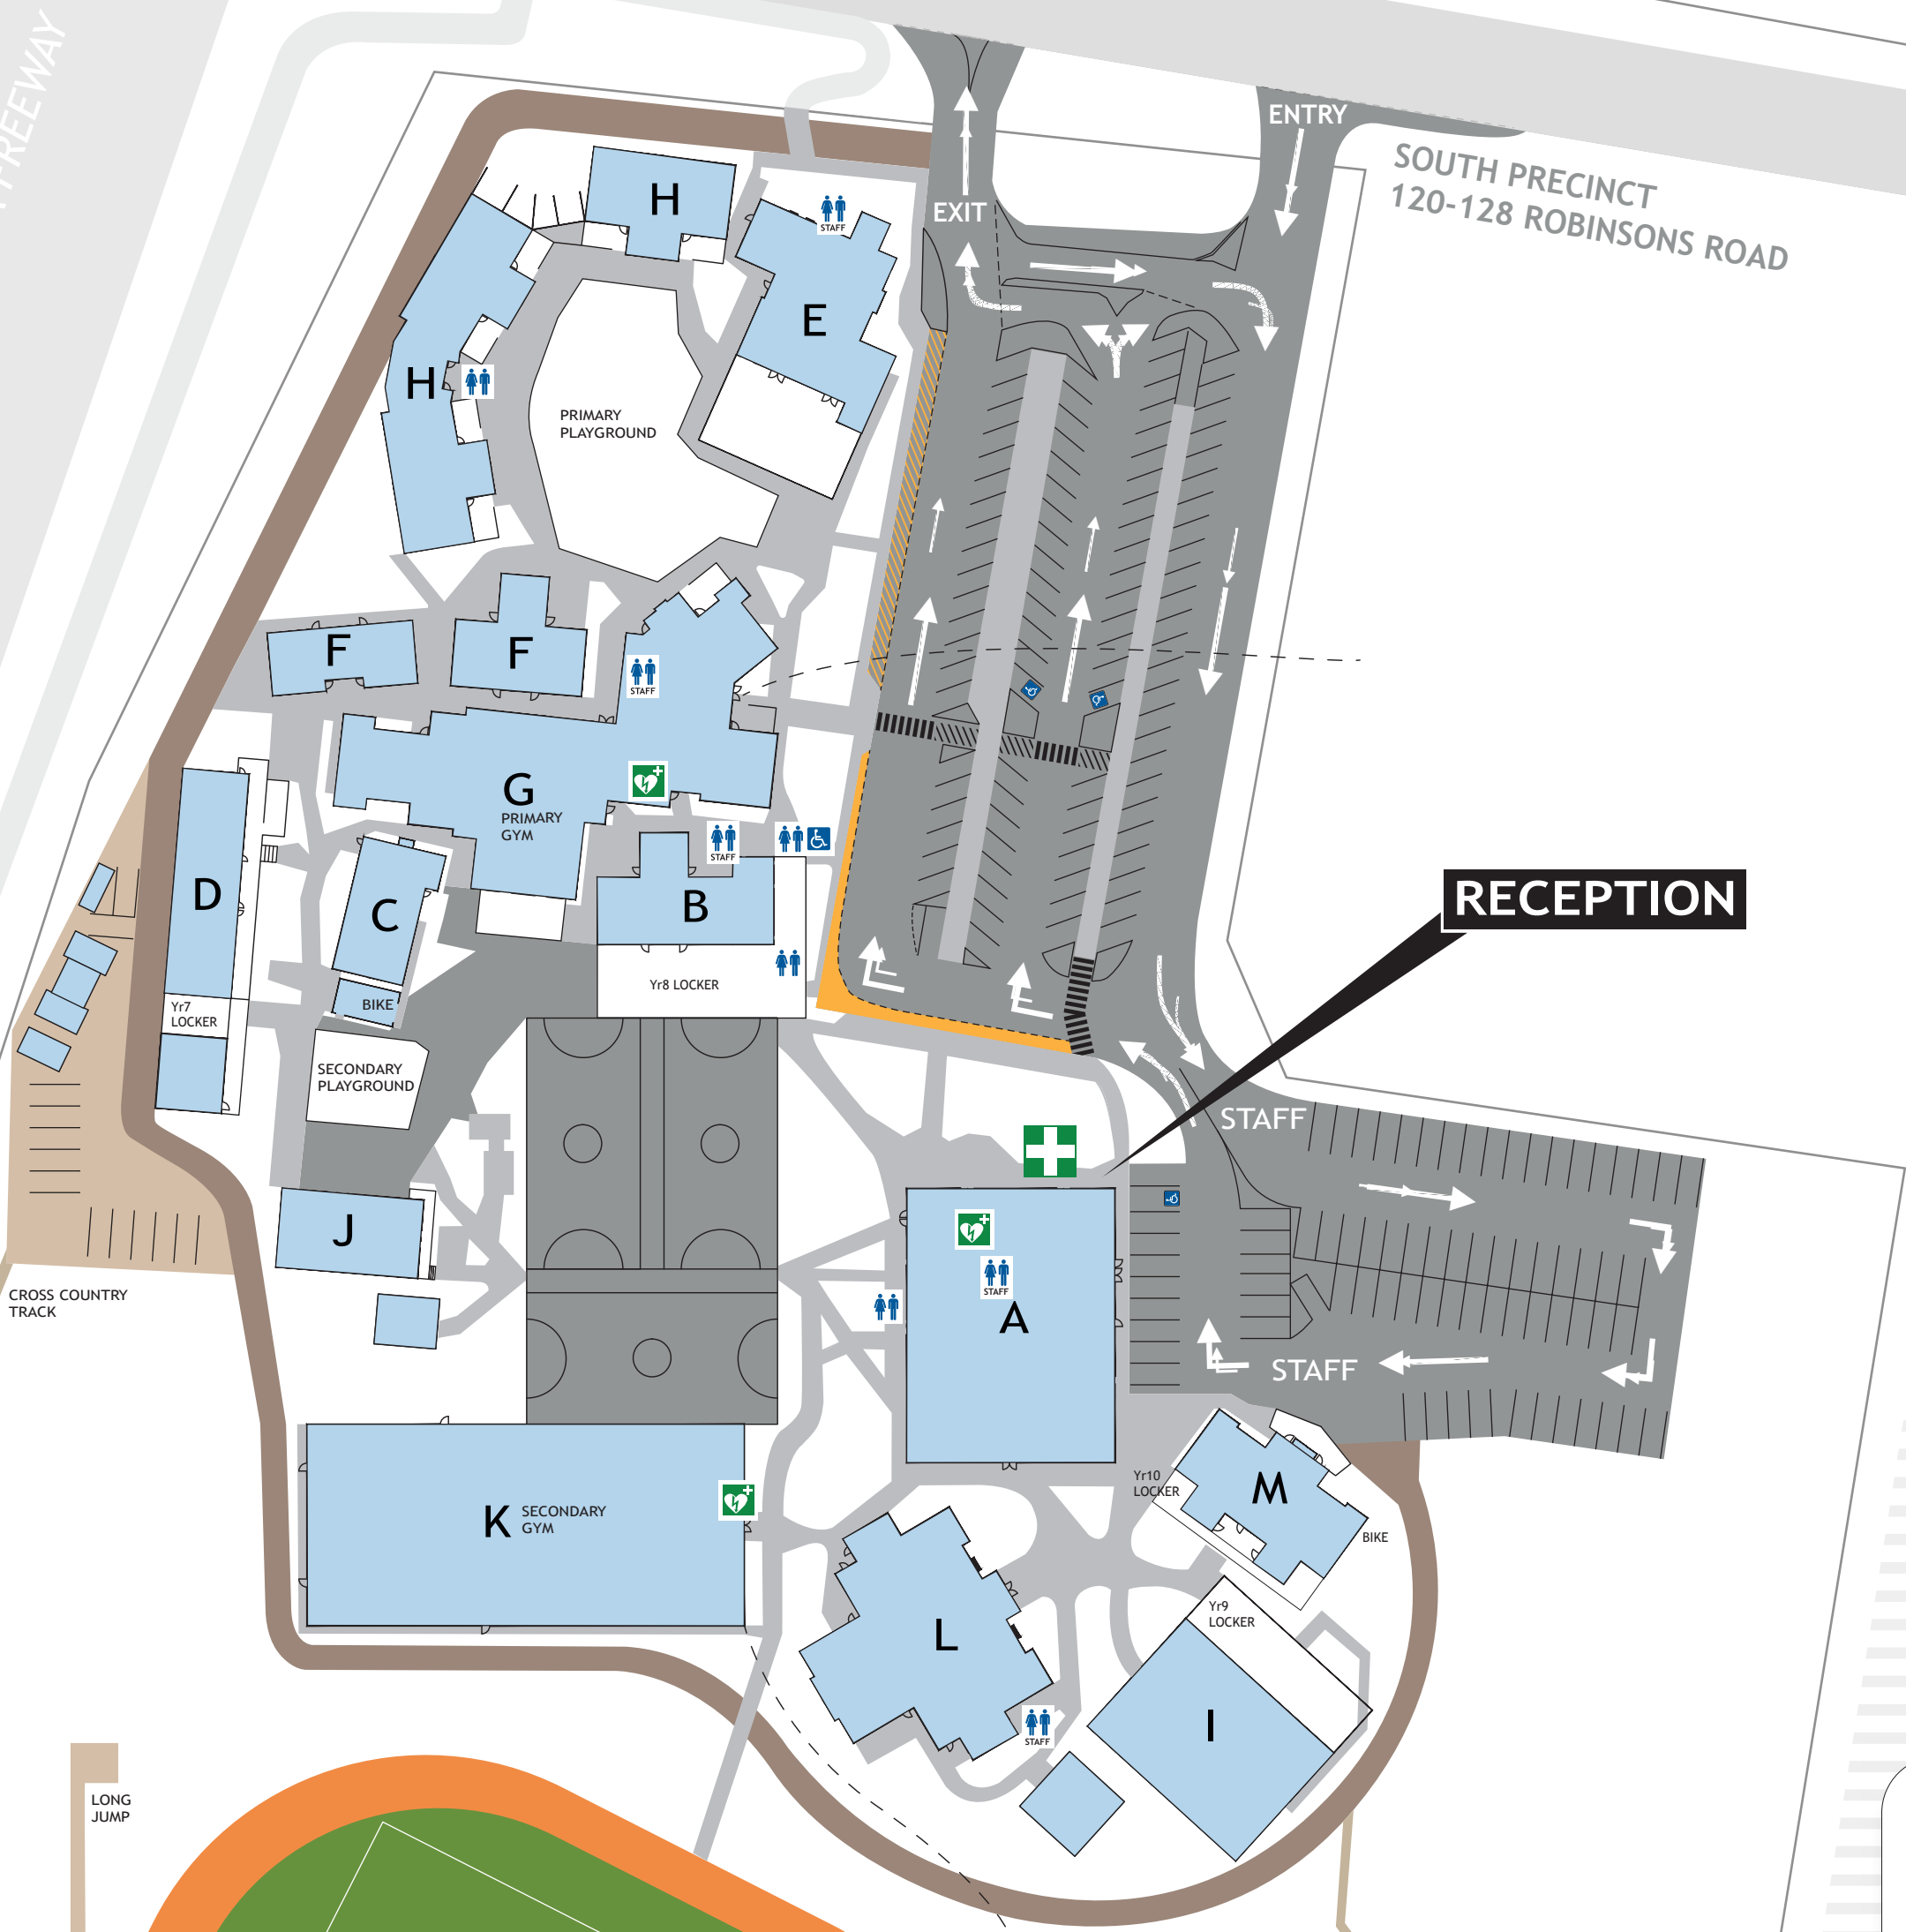 FREEWAY
ENTRY
SOUTH PRECINCT
120-128 ROBINSONS ROAD
EXIT
H
STAFF
E
H
PRIMARY
PLAYGROUND
F
F
STAFF
G
PRIMARY
GYM
STAFF
B
Yr8 LOCKER
D
C
BIKE
Yr7
LOCKER
SECONDARY
PLAYGROUND
RECEPTION
STAFF
J
CROSS COUNTRY
TRACK
STAFF
A
STAFF
K
SECONDARY
GYM
Yr10
LOCKER
M
BIKE
Yr9
LOCKER
L
I
STAFF
LONG
JUMP